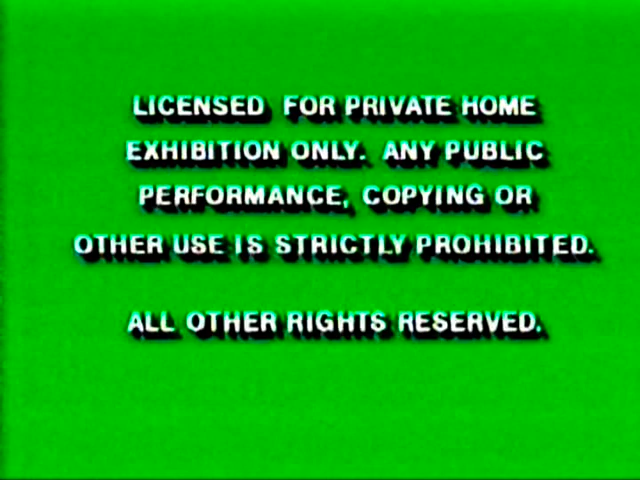 LICENSED FOR PRIVATE HOME
EXHIBITION ONLY. ANY PUBLIC
PERFORMANCE, COPYING OR
OTHER USE IS STRICTLY PROHIBITED.
ALL OTHER RIGHTS RESERVED.